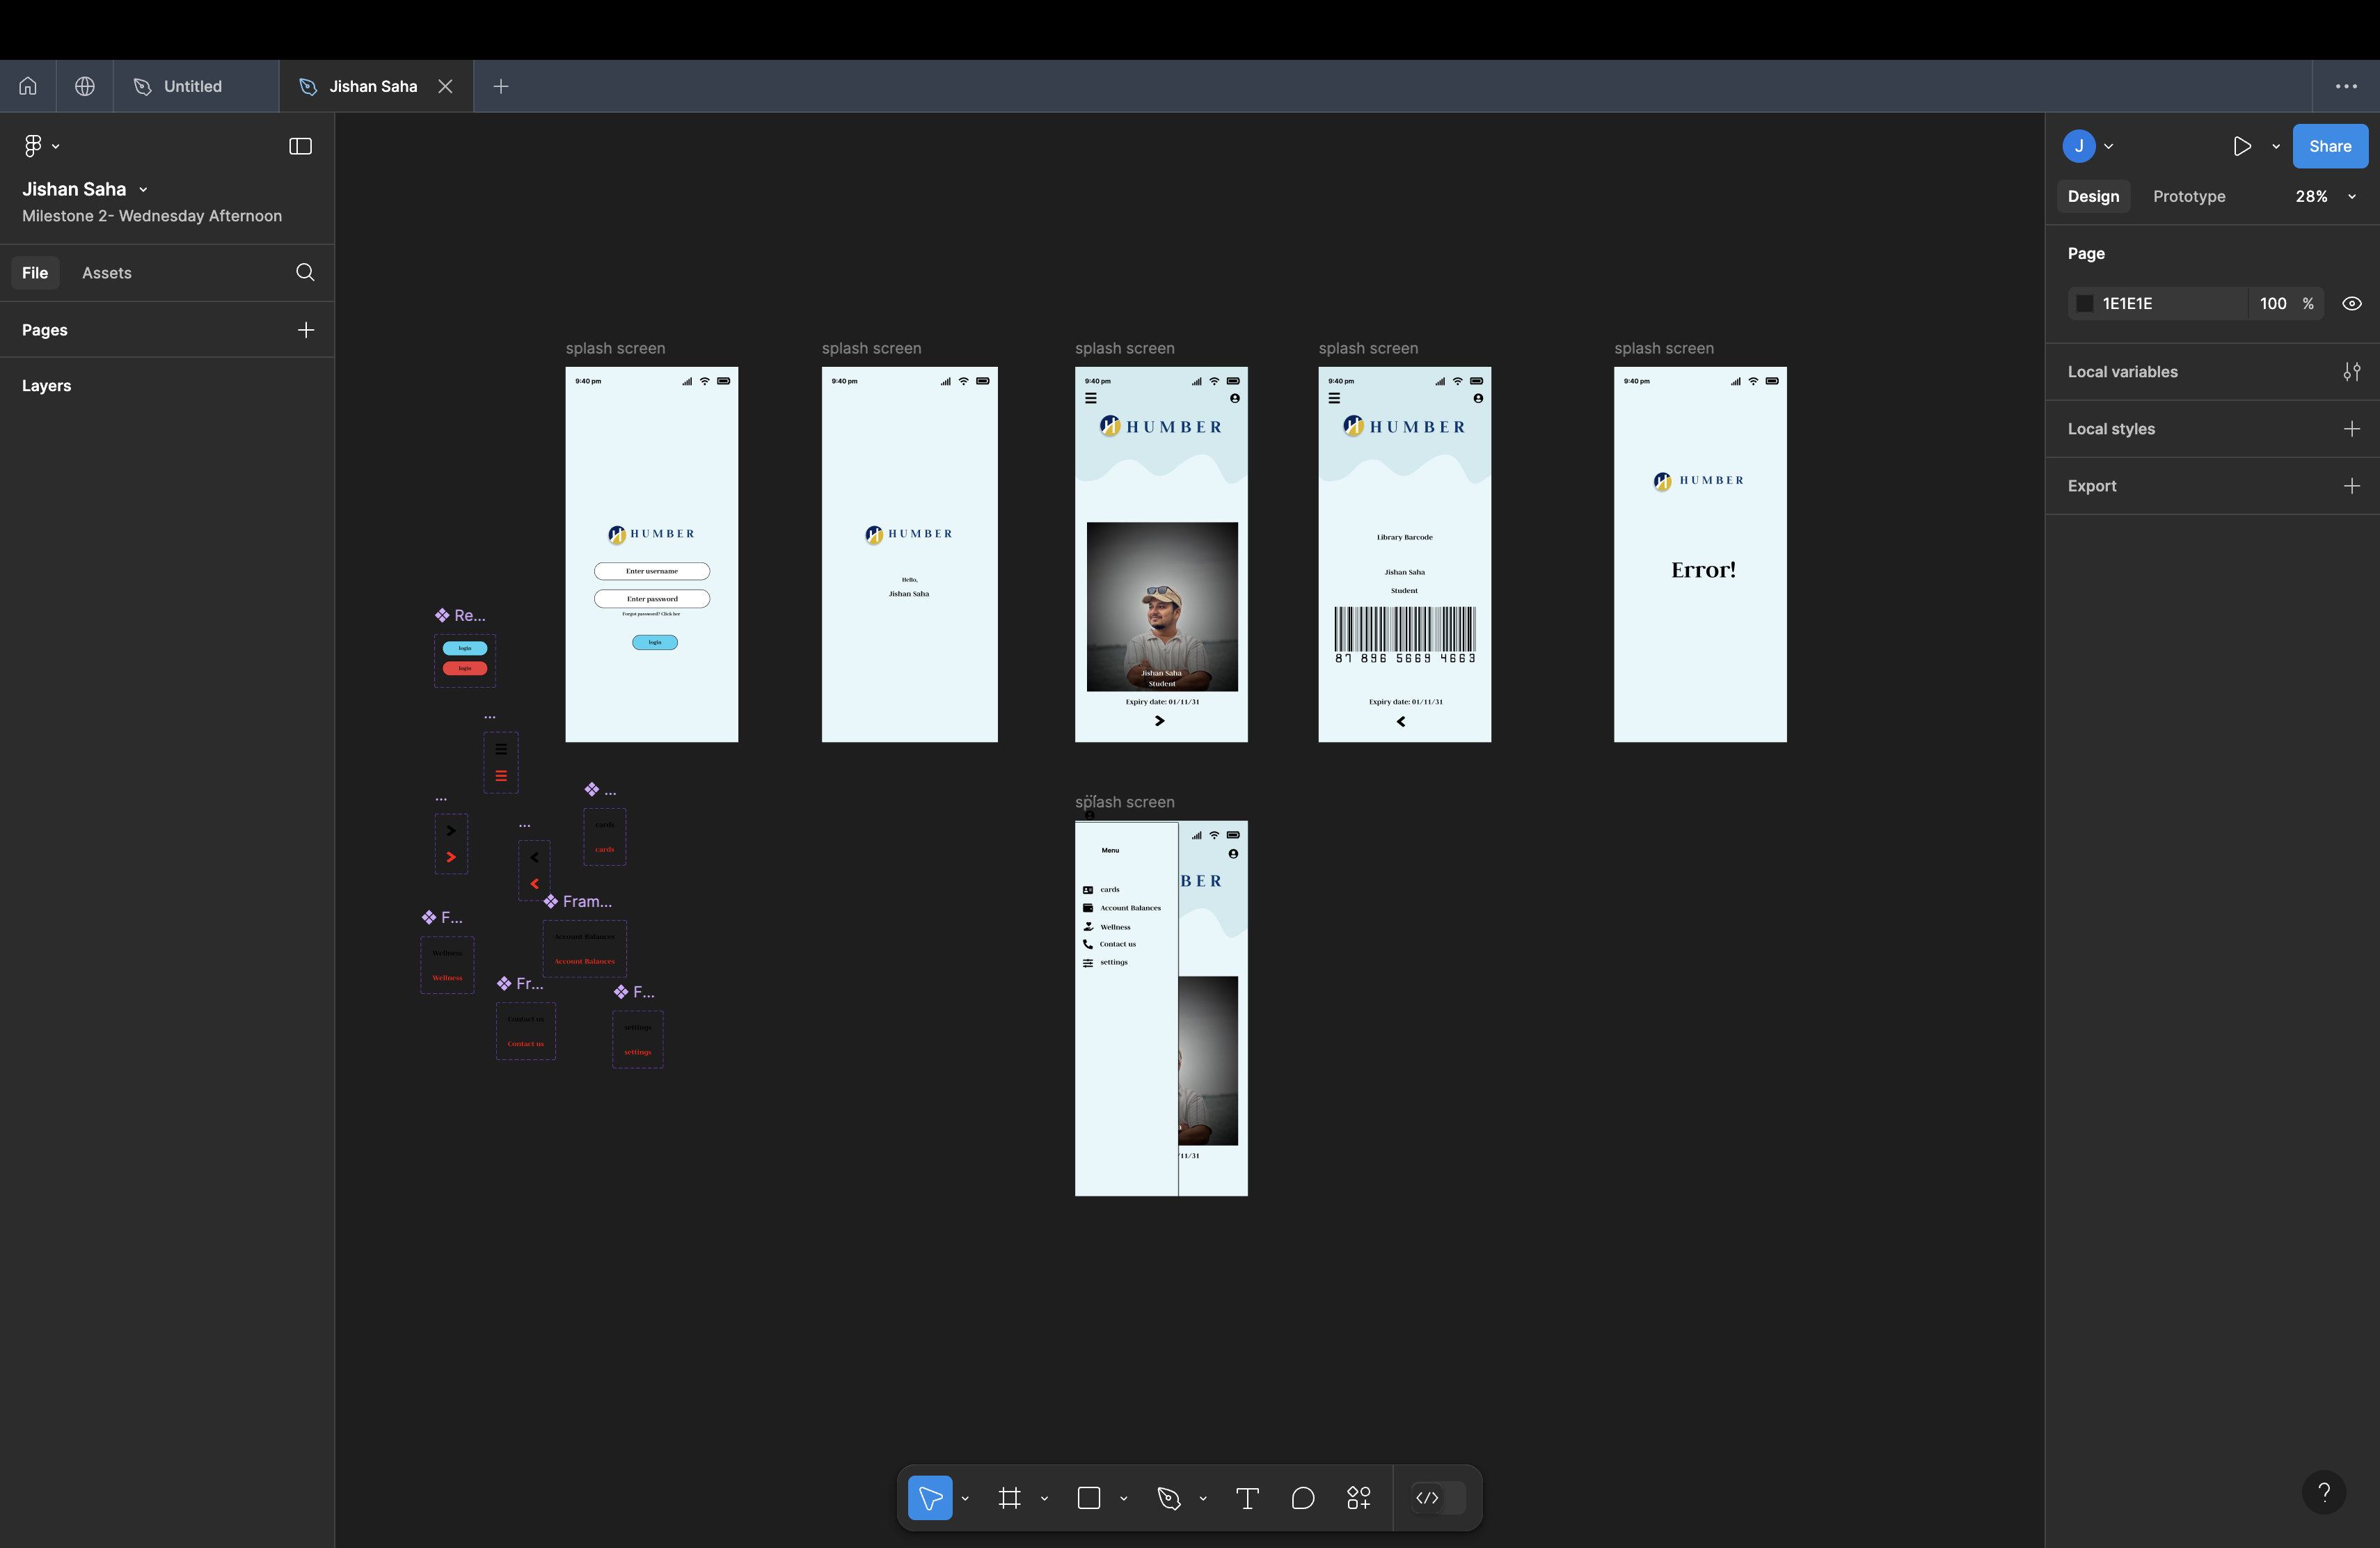 Untitled
Jishan Saha
Jishan Saha
Milestone 2- Wednesday Afternoon
File
Assets
Pages
Layers
J
Share
Design
Prototype
28%
Page
1E1E1E
100
%
Local variables
Local styles
Export
splash screen
9:40 pm
HUMBER
Enter username
Enter password
Forgot password? Click her
login
splash screen
9:40 pm
HUMBER
Hello,
Jishan Saha
splash screen
9:40 pm
HUMBER
Jishan Saha
Student
Expiry date: 01/11/31
splash screen
9:40 pm
HUMBER
Library Barcode
Jishan Saha
Student
87 896 5669 4663
Expiry date: 01/11/31
splash screen
9:40 pm
HUMBER
Error!
Re...
login
login
...
...
...
...
cards
cards
F...
Wellness
Wellness
Fram...
Account Balances
Account Balances
Fr...
Contact us
Contact us
F...
settings
settings
...
splash screen
Menu
cards
Account Balances
Wellness
Contact us
settings
BER
/11/31
?